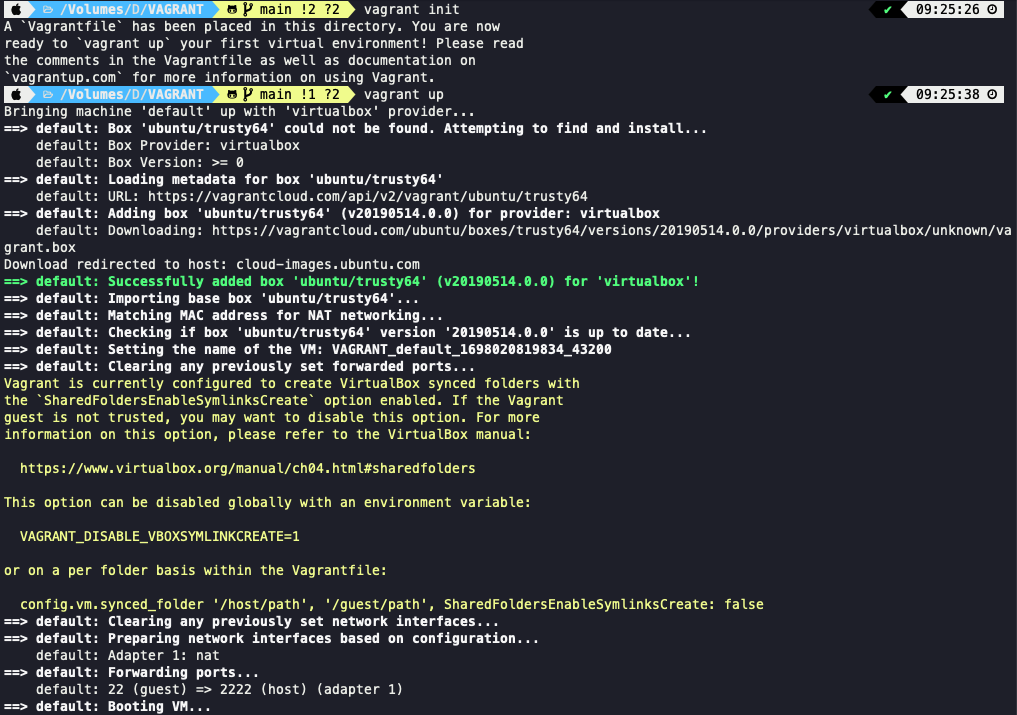 /Volumes/D/VAGRANT main !2 ?2 vagrant init ✔ 09:25:26
A `Vagrantfile` has been placed in this directory. You are now
ready to `vagrant up` your first virtual environment! Please read
the comments in the Vagrantfile as well as documentation on
`vagrantup.com` for more information on using Vagrant.
/Volumes/D/VAGRANT main !1 ?2 vagrant up ✔ 09:25:38
Bringing machine 'default' up with 'virtualbox' provider...
==> default: Box 'ubuntu/trusty64' could not be found. Attempting to find and install...
    default: Box Provider: virtualbox
    default: Box Version: >= 0
==> default: Loading metadata for box 'ubuntu/trusty64'
    default: URL: https://vagrantcloud.com/api/v2/vagrant/ubuntu/trusty64
==> default: Adding box 'ubuntu/trusty64' (v20190514.0.0) for provider: virtualbox
    default: Downloading: https://vagrantcloud.com/ubuntu/boxes/trusty64/versions/20190514.0.0/providers/virtualbox/unknown/va
grant.box
Download redirected to host: cloud-images.ubuntu.com
==> default: Successfully added box 'ubuntu/trusty64' (v20190514.0.0) for 'virtualbox'!
==> default: Importing base box 'ubuntu/trusty64'...
==> default: Matching MAC address for NAT networking...
==> default: Checking if box 'ubuntu/trusty64' version '20190514.0.0' is up to date...
==> default: Setting the name of the VM: VAGRANT_default_1698020819834_43200
==> default: Clearing any previously set forwarded ports...
Vagrant is currently configured to create VirtualBox synced folders with
the `SharedFoldersEnableSymlinksCreate` option enabled. If the Vagrant
guest is not trusted, you may want to disable this option. For more
information on this option, please refer to the VirtualBox manual:
  https://www.virtualbox.org/manual/ch04.html#sharedfolders
This option can be disabled globally with an environment variable:
  VAGRANT_DISABLE_VBOXSYMLINKCREATE=1
or on a per folder basis within the Vagrantfile:
  config.vm.synced_folder '/host/path', '/guest/path', SharedFoldersEnableSymlinksCreate: false
==> default: Clearing any previously set network interfaces...
==> default: Preparing network interfaces based on configuration...
    default: Adapter 1: nat
==> default: Forwarding ports...
    default: 22 (guest) => 2222 (host) (adapter 1)
==> default: Booting VM...